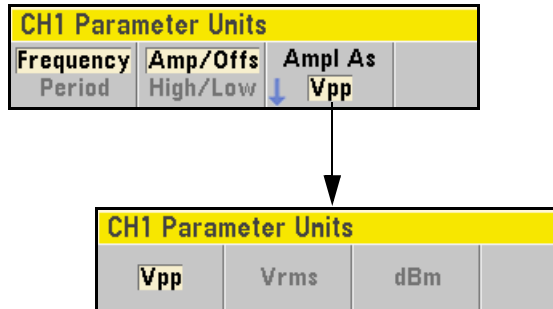 CH1 Parameter Units
Frequency Amp/Offs Ampl As
Period High/Low Vpp
CH1 Parameter Units
Vpp Vrms dBm